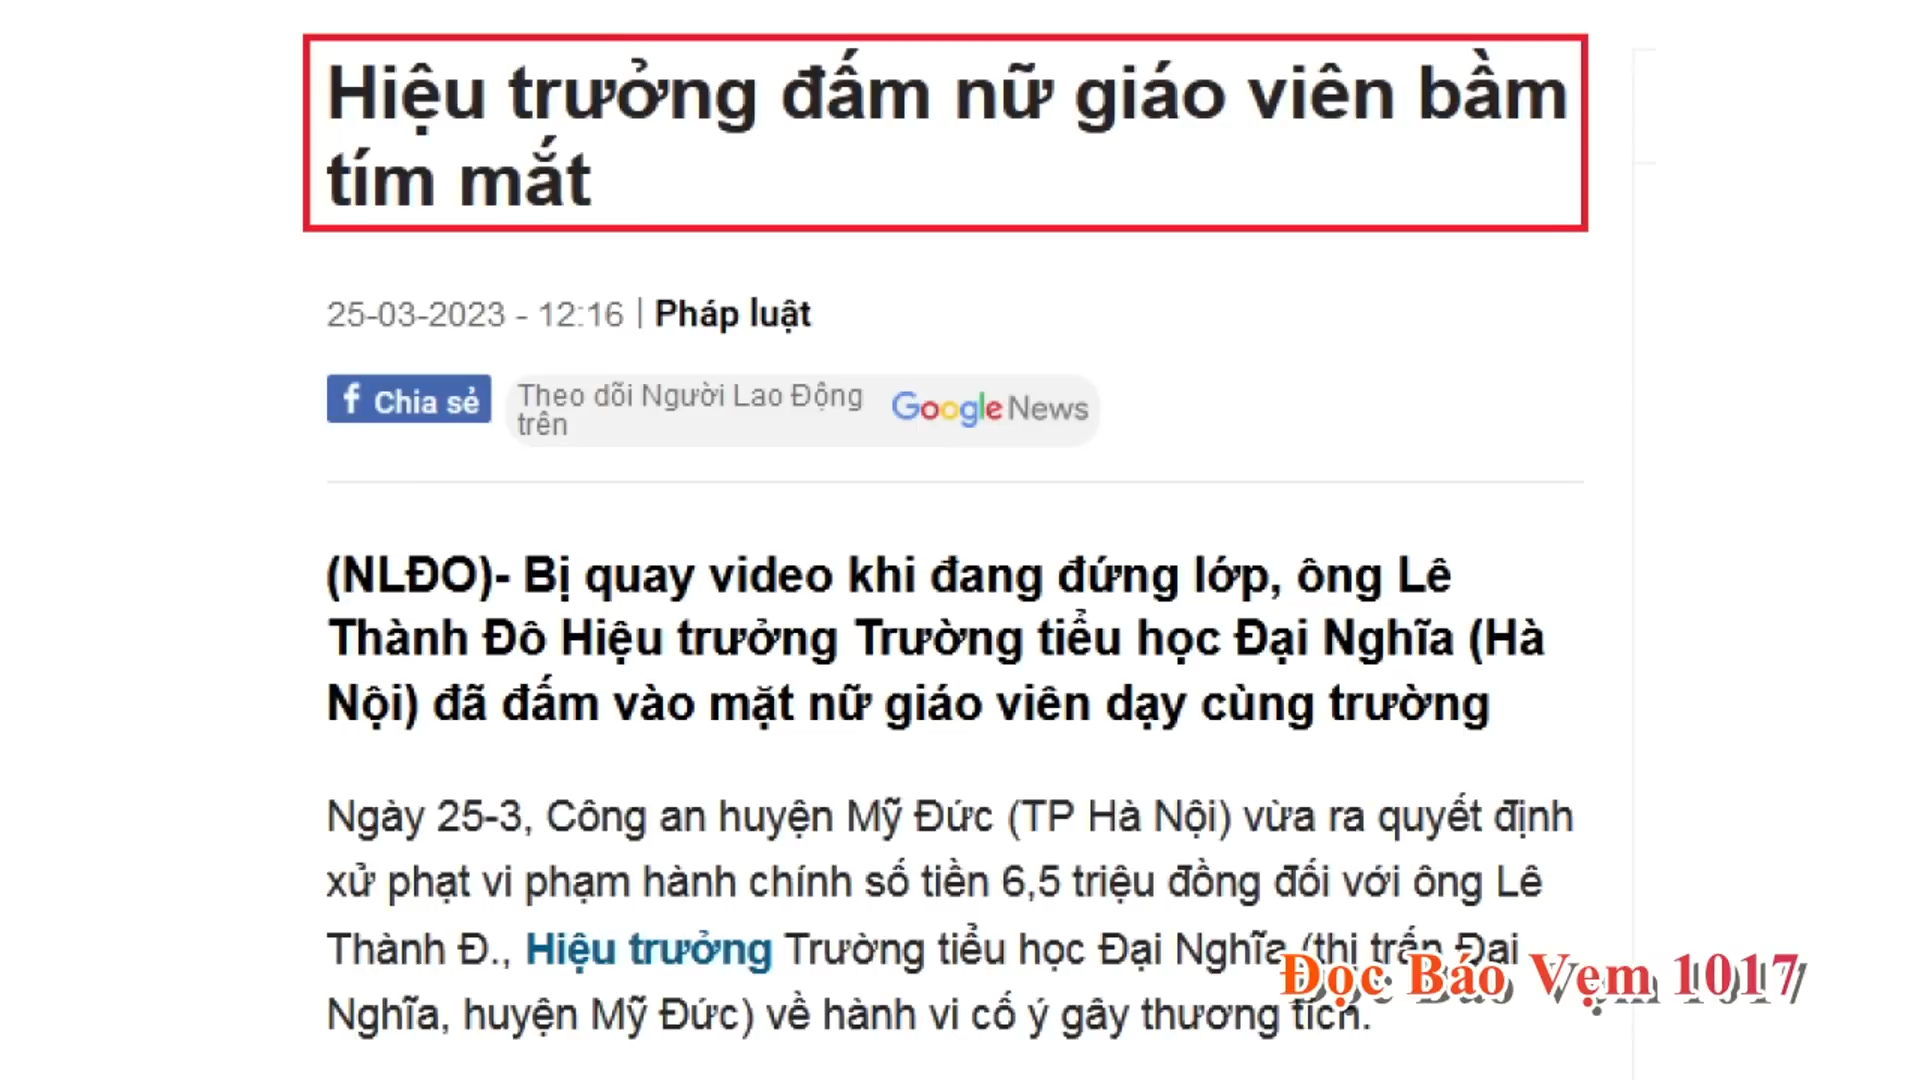 Hiệu trưởng đấm nữ giáo viên bầm
tím mắt
25-03-2023 - 12:16 | Pháp luật
f Chia sẻ
Theo dõi Người Lao Động
trên
Google News
(NLĐO)- Bị quay video khi đang đứng lớp, ông Lê
Thành Đô Hiệu trưởng Trường tiểu học Đại Nghĩa (Hà
Nội) đã đấm vào mặt nữ giáo viên dạy cùng trường
Ngày 25-3, Công an huyện Mỹ Đức (TP Hà Nội) vừa ra quyết định
xử phạt vi phạm hành chính số tiền 6,5 triệu đồng đối với ông Lê
Thành Đ., Hiệu trưởng Trường tiểu học Đại Nghĩa (thị trấn Đại
Nghĩa, huyện Mỹ Đức) về hành vi cố ý gây thương tích.
Đọc Báo Vẹm 1017